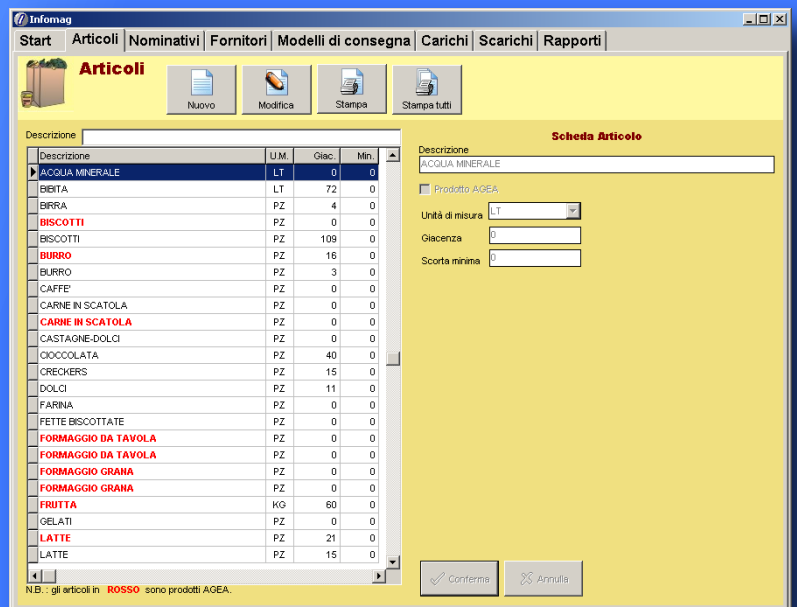 Infomag
Start Articoli Nominativi Fornitori Modelli di consegna Carichi Scarichi Rapporti
Articoli
Nuovo Modifica Stampa Stampa tutti
Descrizione
Descrizione U.M. Giac. Min.
ACQUA MINERALE LT 0 0
BIBITA LT 72 0
BIRRA PZ 4 0
BISCOTTI PZ 0 0
BISCOTTI PZ 109 0
BURRO PZ 16 0
BURRO PZ 3 0
CAFFE' PZ 0 0
CARNE IN SCATOLA PZ 0 0
CARNE IN SCATOLA PZ 0 0
CASTAGNE-DOLCI PZ 0 0
CIOCCOLATA PZ 40 0
CRECKERS PZ 15 0
DOLCI PZ 11 0
FARINA PZ 0 0
FETTE BISCOTTATE PZ 0 0
FORMAGGIO DA TAVOLA PZ 0 0
FORMAGGIO DA TAVOLA PZ 0 0
FORMAGGIO GRANA PZ 0 0
FORMAGGIO GRANA PZ 0 0
FRUTTA KG 60 0
GELATI PZ 0 0
LATTE PZ 21 0
LATTE PZ 15 0
N.B. : gli articoli in ROSSO sono prodotti AGEA.
Scheda Articolo
Descrizione
ACQUA MINERALE
Prodotto AGEA
Unità di misura LT
Giacenza 0
Scorta minima 0
Conferma Annulla